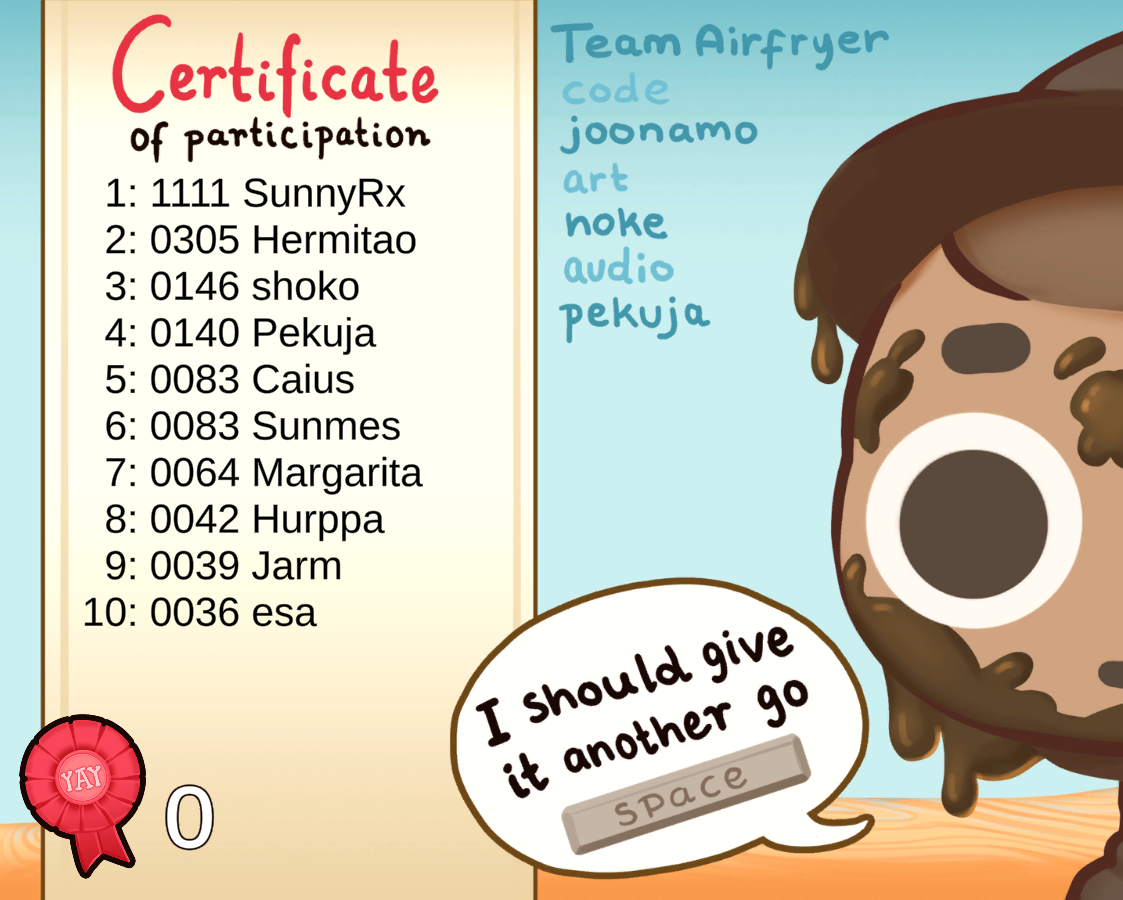 Certificate
of participation
1: 1111 SunnyRx
2: 0305 Hermitao
3: 0146 shoko
4: 0140 Pekuja
5: 0083 Caius
6: 0083 Sunmes
7: 0064 Margarita
8: 0042 Hurppa
9: 0039 Jarm
10: 0036 esa
YAY
0
Team Airfryer
code
joonamo
art
noke
audio
pekuja
I should give
it another go
space